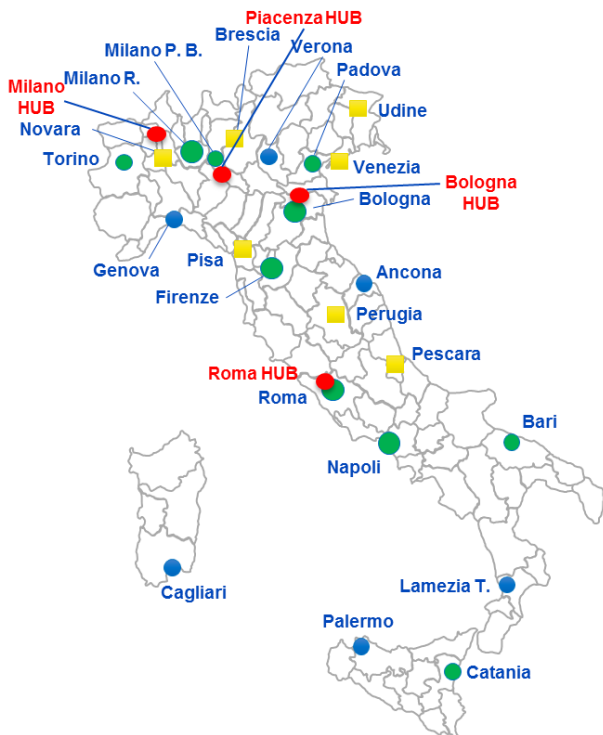 Piacenza HUB
Brescia
Verona
Milano P. B.
Padova
Milano R.
Milano
HUB
Udine
Novara
Torino
Venezia
Bologna
HUB
Bologna
Genova
Pisa
Ancona
Firenze
Perugia
Pescara
Roma HUB
Roma
Bari
Napoli
Cagliari
Lamezia T.
Palermo
Catania